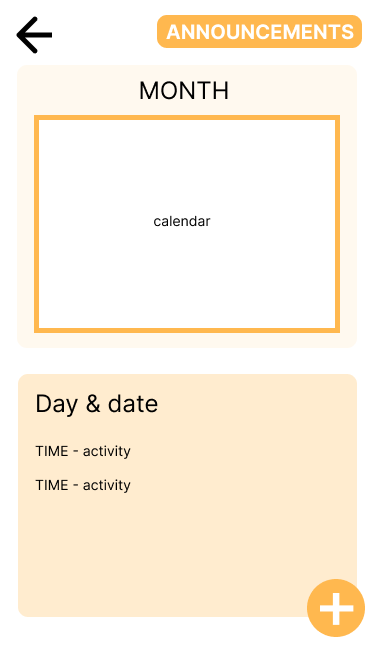 ANNOUNCEMENTS
MONTH
calendar
Day & date
TIME - activity
TIME - activity